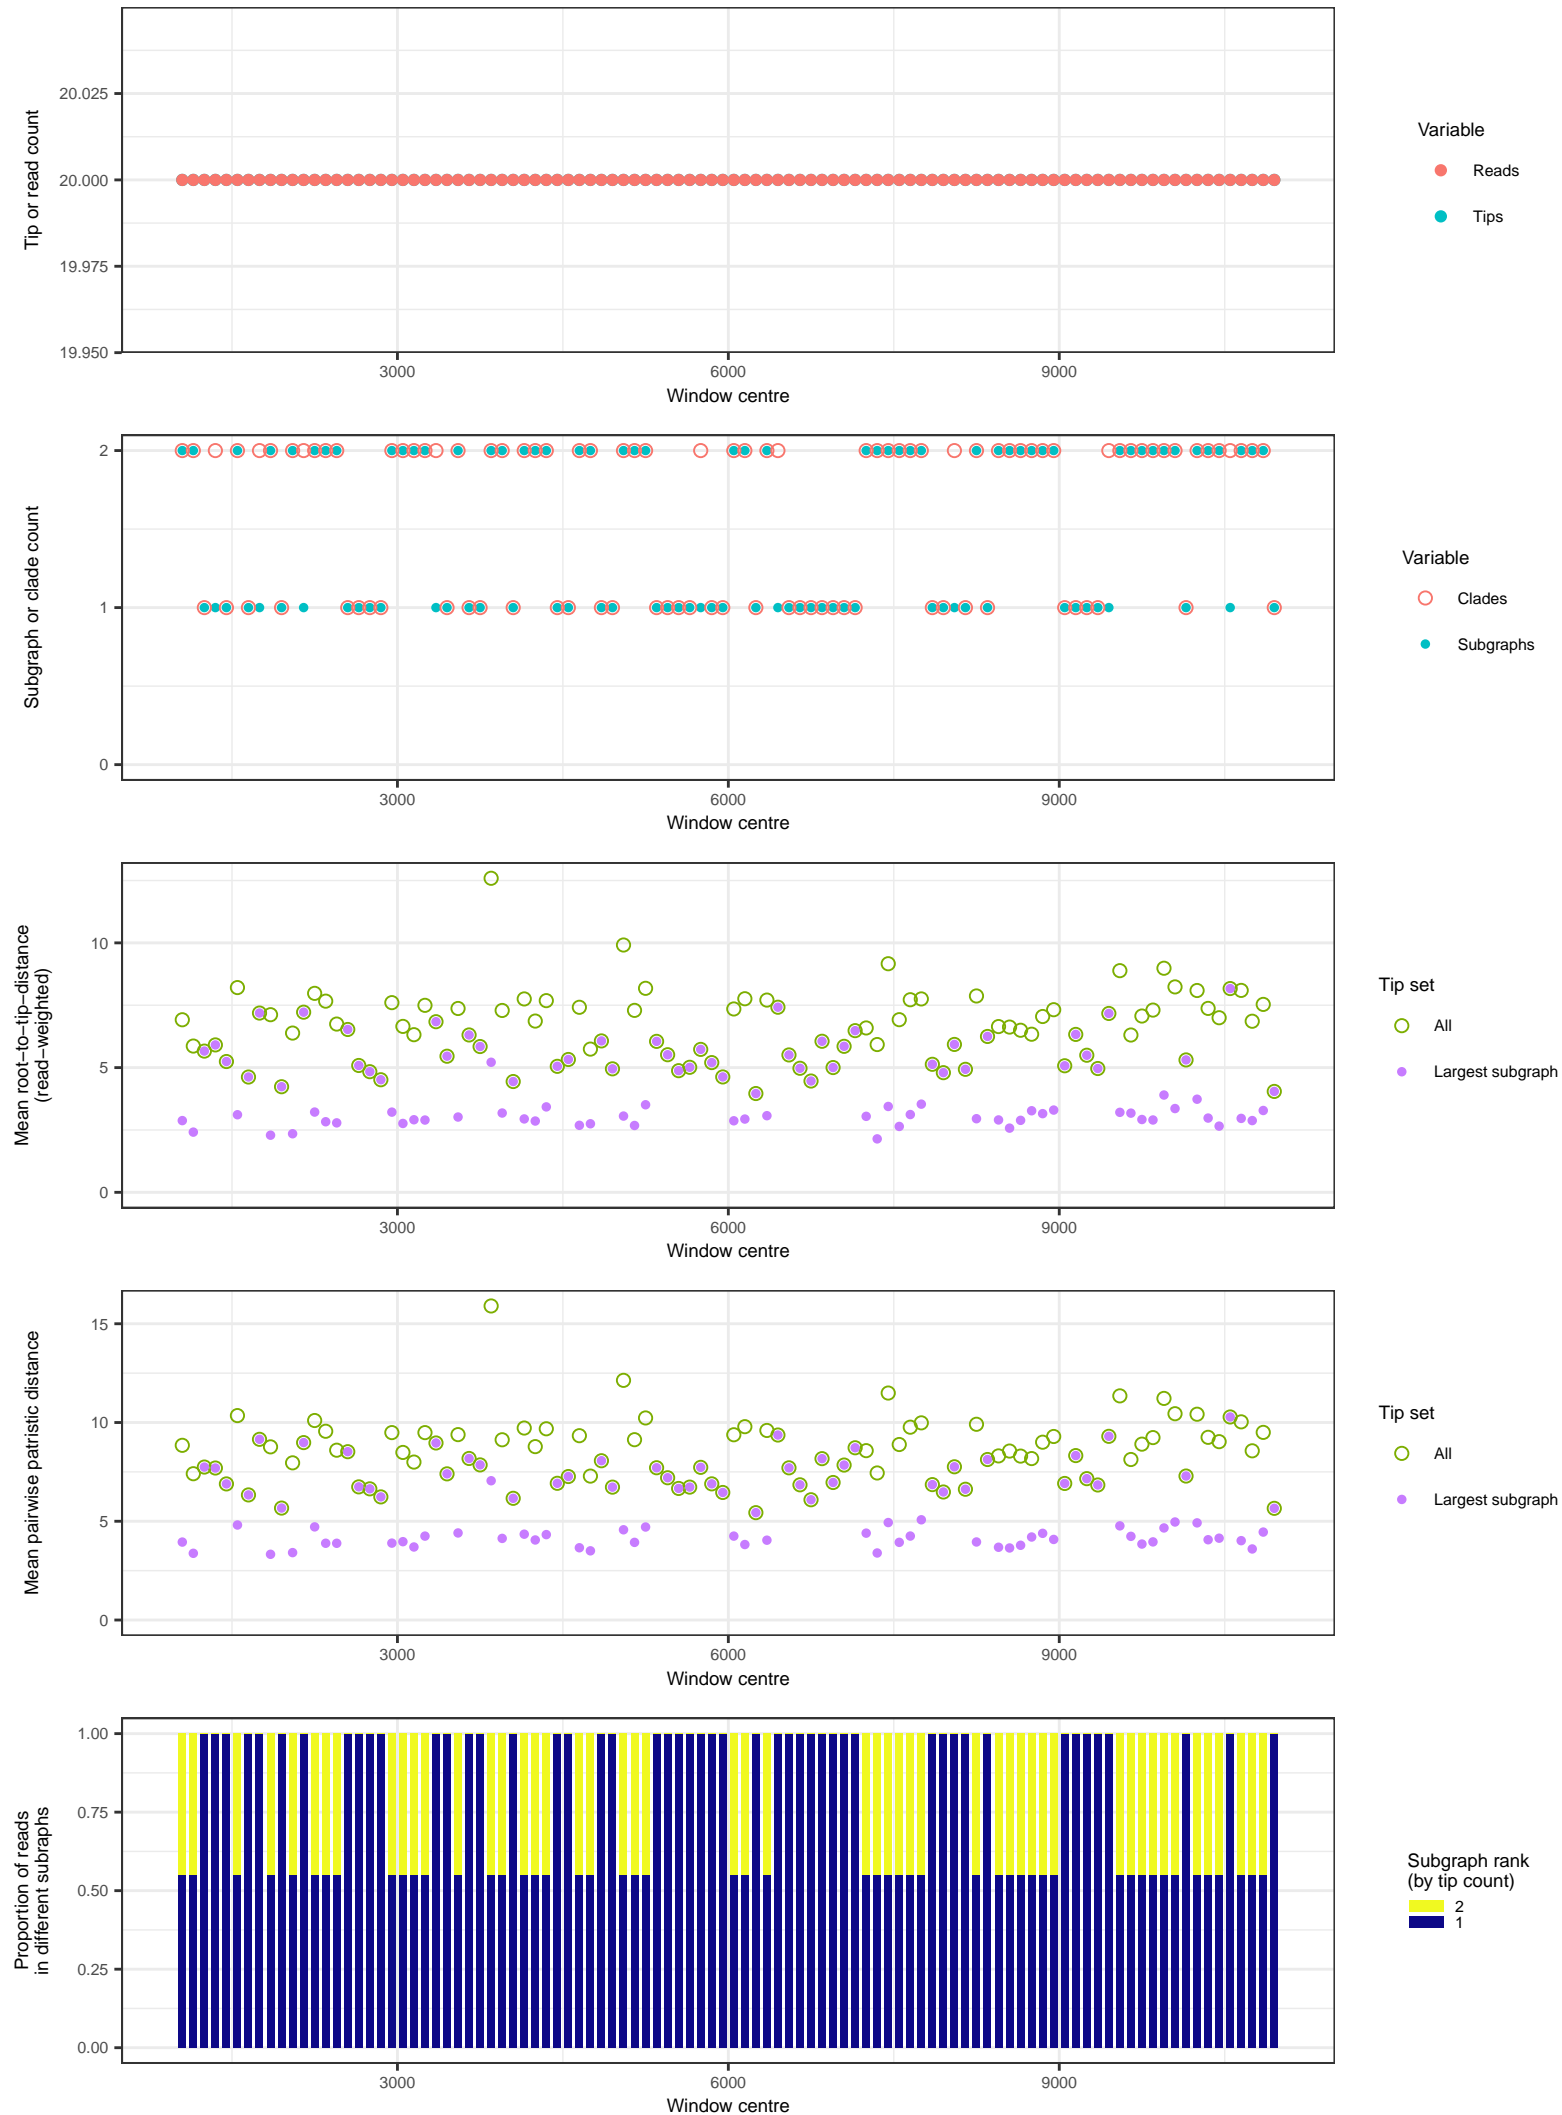 20.025
20.000
19.975
19.950
Tip or read count
3000
6000
9000
Window centre
Variable
Reads
Tips
2
1
0
Subgraph or clade count
3000
6000
9000
Window centre
Variable
Clades
Subgraphs
10
5
0
Mean root−to−tip−distance
(read−weighted)
3000
6000
9000
Window centre
Tip set
All
Largest subgraph
15
10
5
0
Mean pairwise patristic distance
3000
6000
9000
Window centre
Tip set
All
Largest subgraph
1.00
0.75
0.50
0.25
0.00
Proportion of reads
in different subraphs
3000
6000
9000
Window centre
Subgraph rank
(by tip count)
2
1